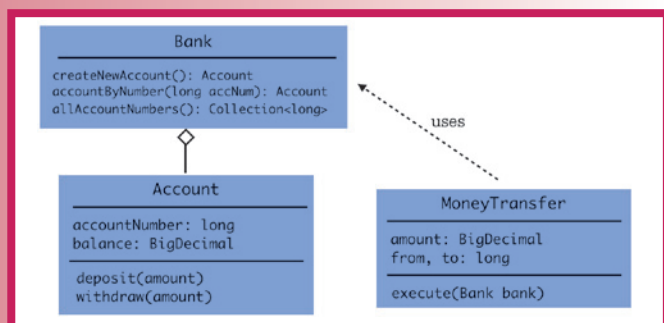 Bank
createNewAccount(): Account
accountByNumber(long accNum): Account
allAccountNumbers(): Collection<long>
uses
Account
accountNumber: long
balance: BigDecimal
deposit(amount)
withdraw(amount)
MoneyTransfer
amount: BigDecimal
from, to: long
execute(Bank bank)